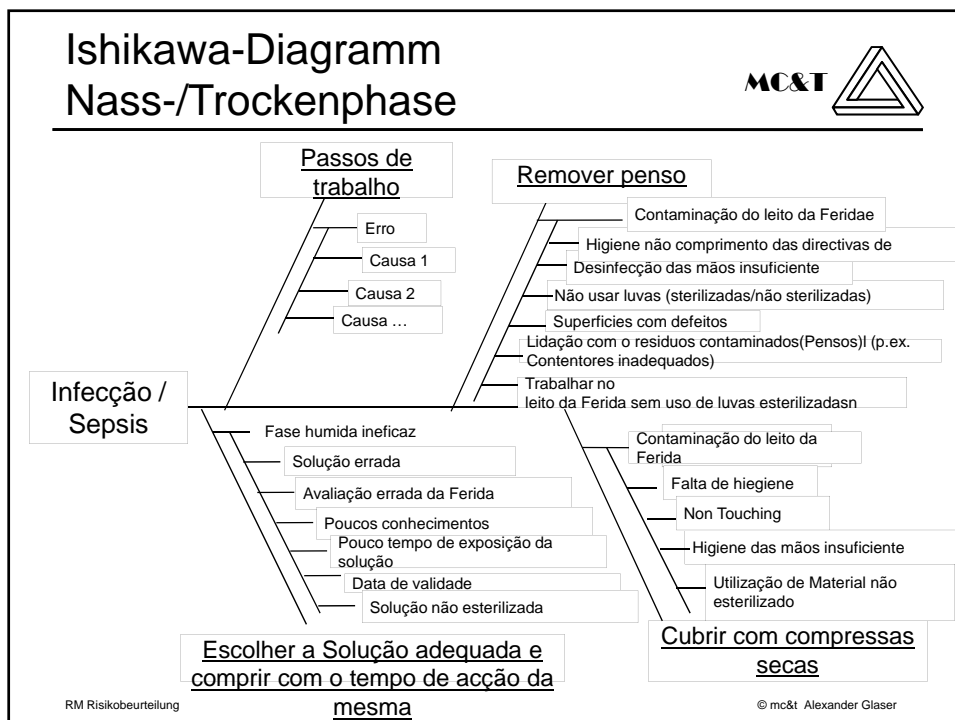 Ishikawa-Diagramm
Nass-/Trockenphase
MC&T
Passos de
trabalho
Erro
Causa 1
Causa 2
Causa …
Remover penso
Contaminação do leito da Feridae
Higiene não comprimento das directivas de
Desinfecção das mãos insuficiente
Não usar luvas (sterilizadas/não sterilizadas)
Superficies com defeitos
Lidação com o residuos contaminados(Pensos)l (p.ex.
Contentores inadequados)
Trabalhar no
leito da Ferida sem uso de luvas esterilizadasn
Infecção /
Sepsis
Fase humida ineficaz
Solução errada
Avaliação errada da Ferida
Poucos conhecimentos
Pouco tempo de exposição da
solução
Data de validade
Solução não esterilizada
Escolher a Solução adequada e
comprir com o tempo de acção da
mesma
Contaminação do leito da
Ferida
Falta de hiegiene
Non Touching
Higiene das mãos insuficiente
Utilização de Material não
esterilizado
Cubrir com compressas
secas
RM Risikobeurteilung
© mc&t Alexander Glaser